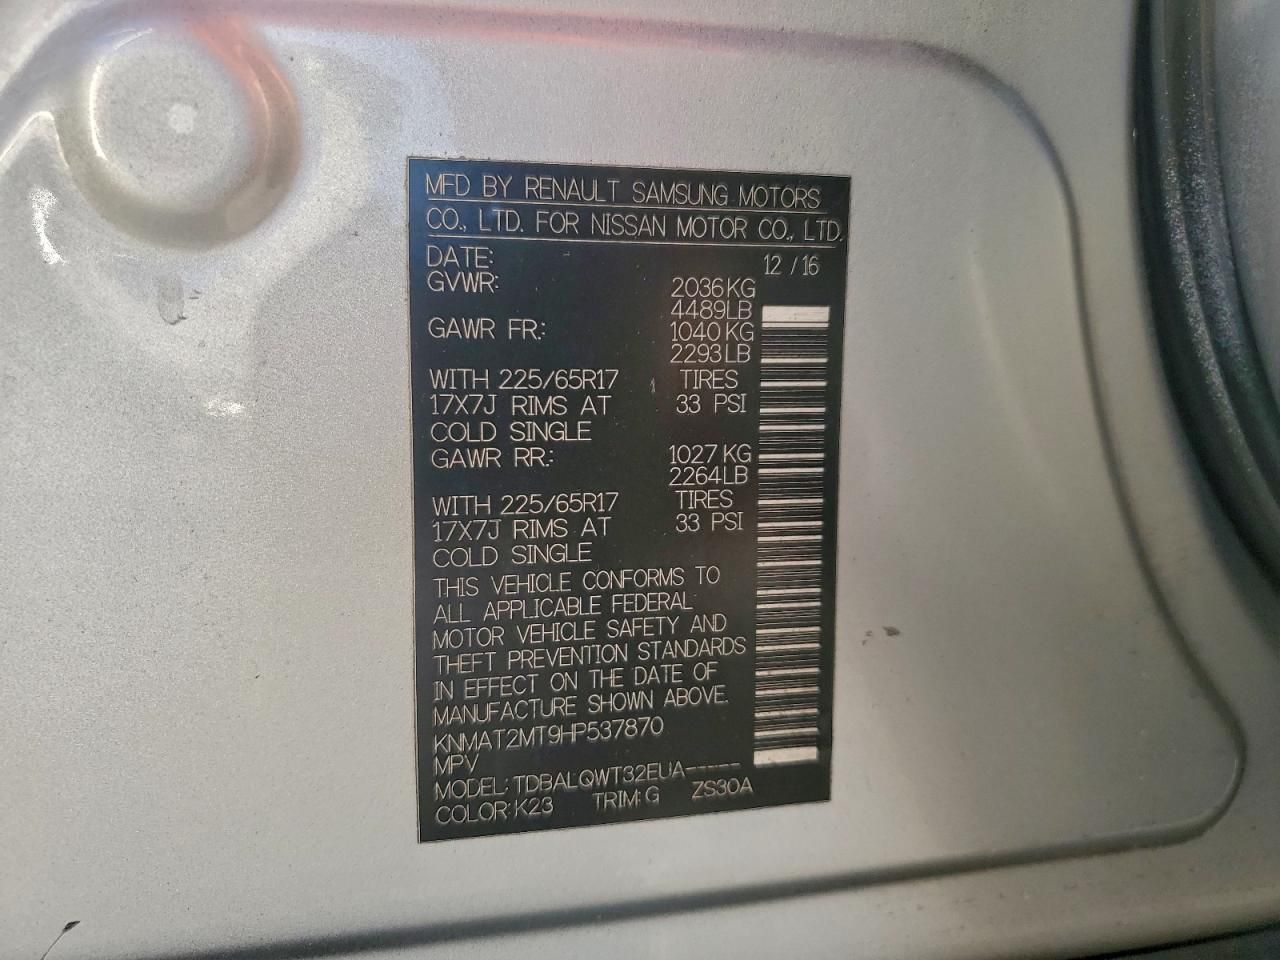 MFD BY RENAULT SAMSUNG MOTORS
CO., LTD. FOR NISSAN MOTOR CO., LTD.
DATE: 12 / 16
GVWR: 2036KG
4489LB
GAWR FR.: 1040KG
2293LB
WITH 225/65R17 TIRES
17X7J RIMS AT 33 PSI
COLD SINGLE
GAWR RR.: 1027KG
2264LB
WITH 225/65R17 TIRES
17X7J RIMS AT 33 PSI
COLD SINGLE
THIS VEHICLE CONFORMS TO
ALL APPLICABLE FEDERAL
MOTOR VEHICLE SAFETY AND
THEFT PREVENTION STANDARDS
IN EFFECT ON THE DATE OF
MANUFACTURE SHOWN ABOVE.
KNMAT2MT9HP537870
MPV
MODEL: TDBALQWT32EUA-----
COLOR:K23 TRIM:G ZS30A